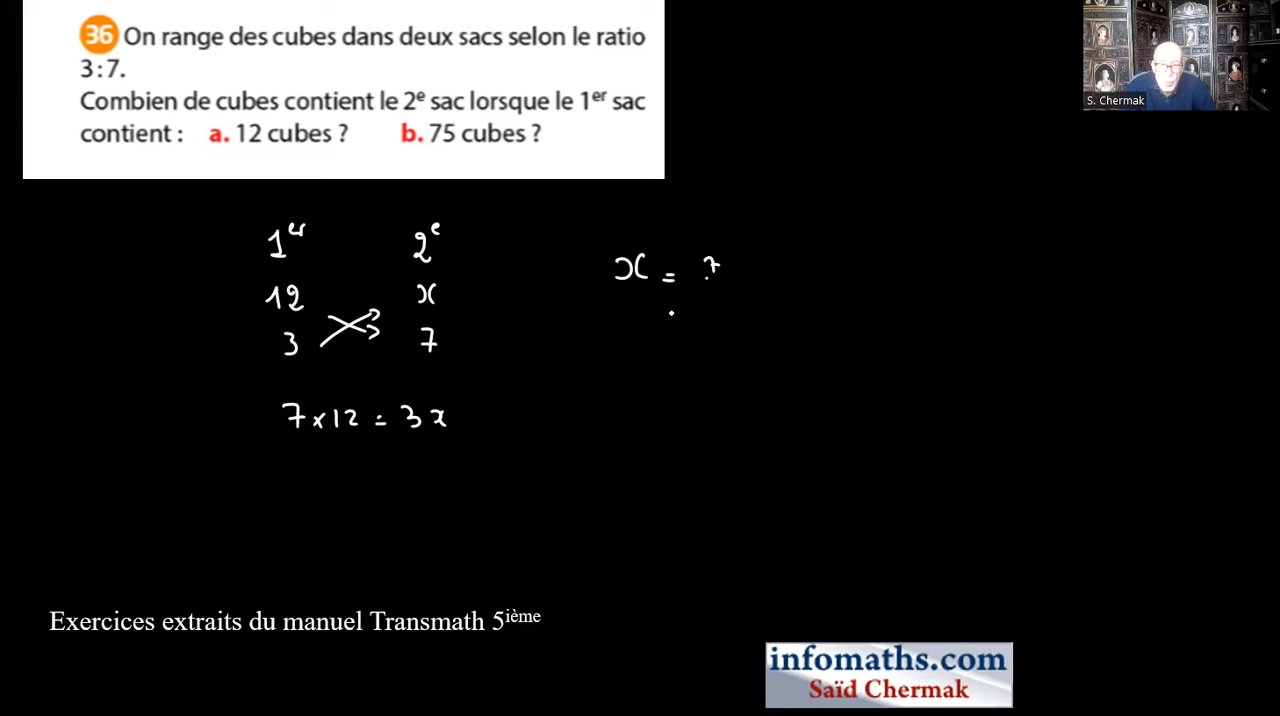 36 On range des cubes dans deux sacs selon le ratio
3 : 7.
Combien de cubes contient le 2e sac lorsque le 1er sac
contient : a. 12 cubes ? b. 75 cubes ?
S. Chermak
1er 2e
12 x
3 7
7 × 12 = 3 x
x = 7
Exercices extraits du manuel Transmath 5ième
infomaths.com
Saïd Chermak